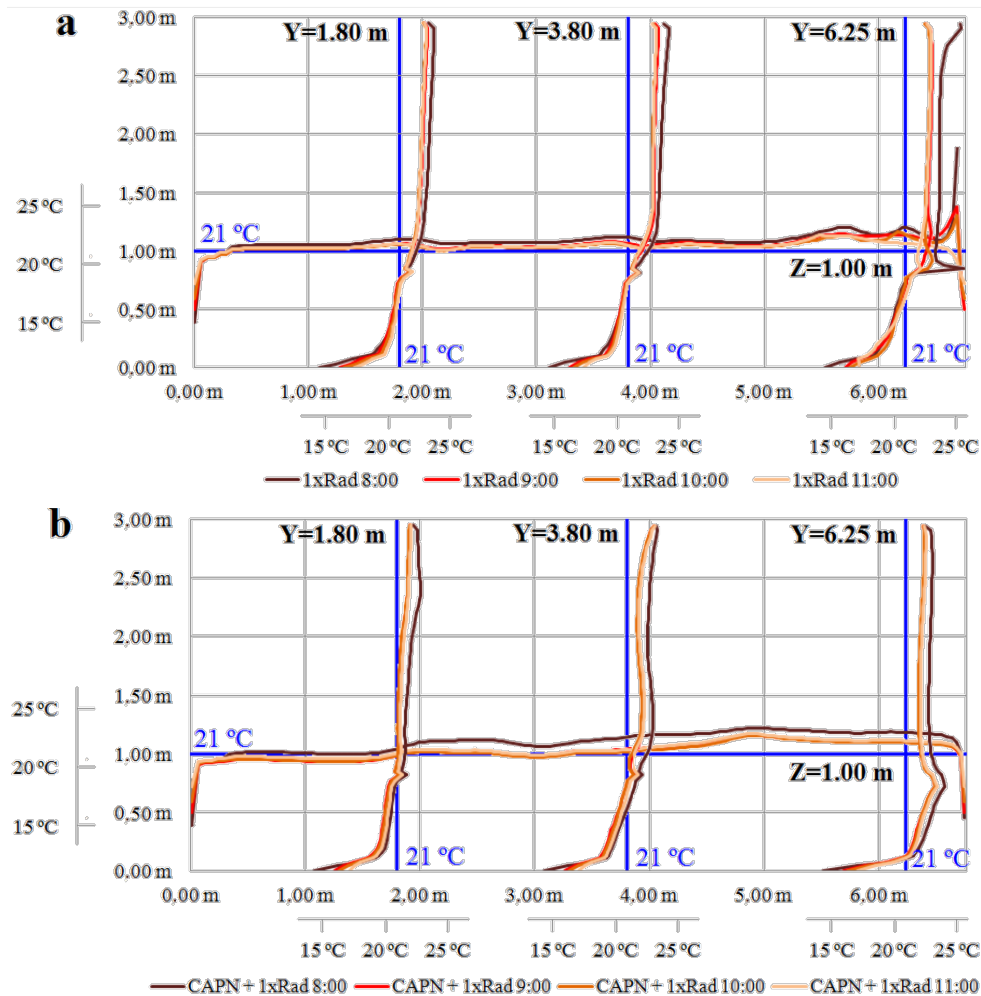 a
3,00 m
Y=1.80 m
Y=3.80 m
Y=6.25 m
2,50 m
2,00 m
25 ºC
1,50 m
21 ºC
20 ºC
1,00 m
Z=1.00 m
15 ºC
0,50 m
0,00 m
21 ºC
21 ºC
21 ºC
0,00 m 1,00 m 2,00 m 3,00 m 4,00 m 5,00 m 6,00 m
15 ºC 20 ºC 25 ºC 15 ºC 20 ºC 25 ºC 15 ºC 20 ºC 25 ºC
1xRad 8:00 1xRad 9:00 1xRad 10:00 1xRad 11:00
b
3,00 m
Y=1.80 m
Y=3.80 m
Y=6.25 m
2,50 m
2,00 m
25 ºC
1,50 m
21 ºC
20 ºC
1,00 m
Z=1.00 m
15 ºC
0,50 m
0,00 m
21 ºC
21 ºC
21 ºC
0,00 m 1,00 m 2,00 m 3,00 m 4,00 m 5,00 m 6,00 m
15 ºC 20 ºC 25 ºC 15 ºC 20 ºC 25 ºC 15 ºC 20 ºC 25 ºC
CAPN + 1xRad 8:00 CAPN + 1xRad 9:00 CAPN + 1xRad 10:00 CAPN + 1xRad 11:00